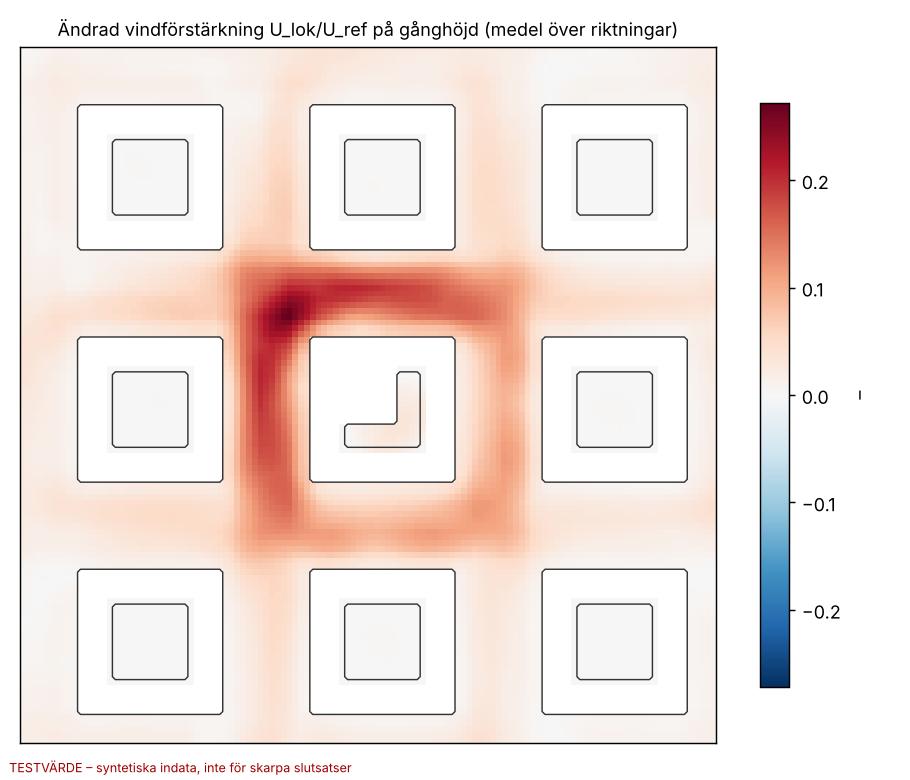 Ändrad vindförstärkning U_lok/U_ref på gånghöjd (medel över riktningar)
0.2
0.1
0.0
−0.1
−0.2
TESTVÄRDE – syntetiska indata, inte för skarpa slutsatser